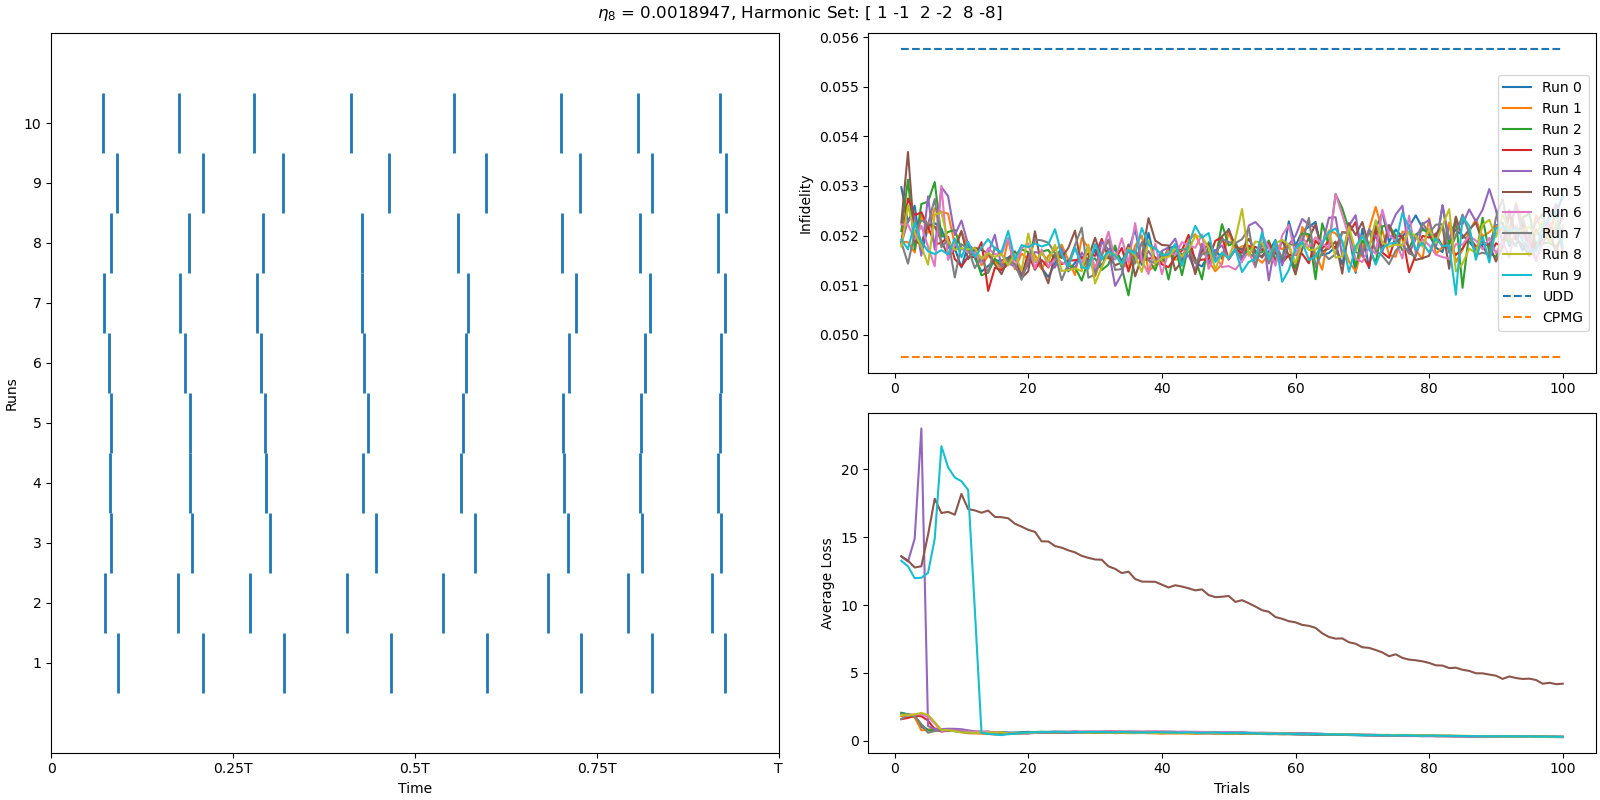 η₈ = 0.0018947, Harmonic Set: [ 1 -1  2 -2  8 -8]
Runs
10
9
8
7
6
5
4
3
2
1
0
0.25T
0.5T
0.75T
T
Time
Infidelity
0.056
0.055
0.054
0.053
0.052
0.051
0.050
0
20
40
60
80
100
Run 0
Run 1
Run 2
Run 3
Run 4
Run 5
Run 6
Run 7
Run 8
Run 9
UDD
CPMG
Average Loss
20
15
10
5
0
0
20
40
60
80
100
Trials